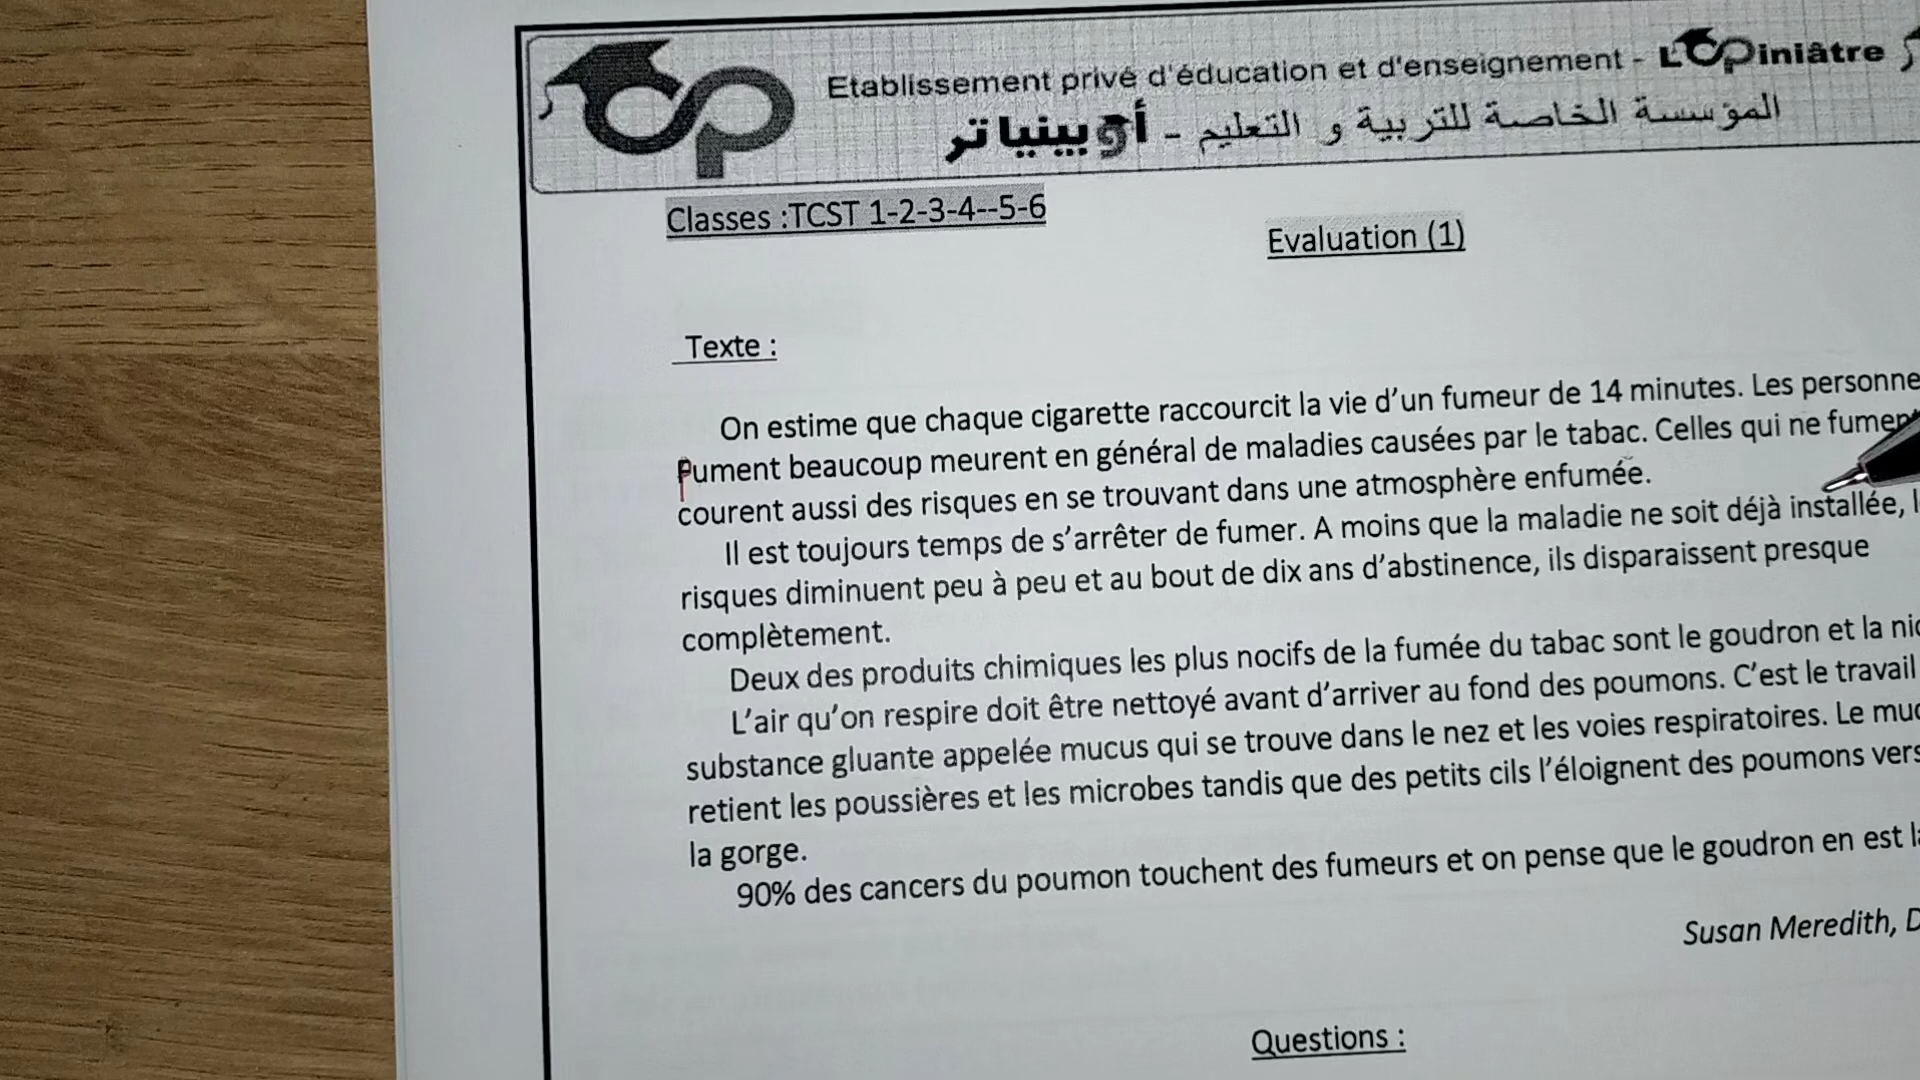 Etablissement privé d'éducation et d'enseignement - L'OPiniâtre
المؤسسة الخاصة للتربية و التعليم - أوبينياتر
Classes :TCST 1-2-3-4--5-6
Evaluation (1)
Texte :
On estime que chaque cigarette raccourcit la vie d'un fumeur de 14 minutes. Les personne
Pument beaucoup meurent en général de maladies causées par le tabac. Celles qui ne fument
courent aussi des risques en se trouvant dans une atmosphère enfumée.
Il est toujours temps de s'arrêter de fumer. A moins que la maladie ne soit déjà installée, l
risques diminuent peu à peu et au bout de dix ans d'abstinence, ils disparaissent presque
complètement.
Deux des produits chimiques les plus nocifs de la fumée du tabac sont le goudron et la nic
L'air qu'on respire doit être nettoyé avant d'arriver au fond des poumons. C'est le travail
substance gluante appelée mucus qui se trouve dans le nez et les voies respiratoires. Le muc
retient les poussières et les microbes tandis que des petits cils l'éloignent des poumons vers
la gorge.
90% des cancers du poumon touchent des fumeurs et on pense que le goudron en est la
Susan Meredith, D
Questions :